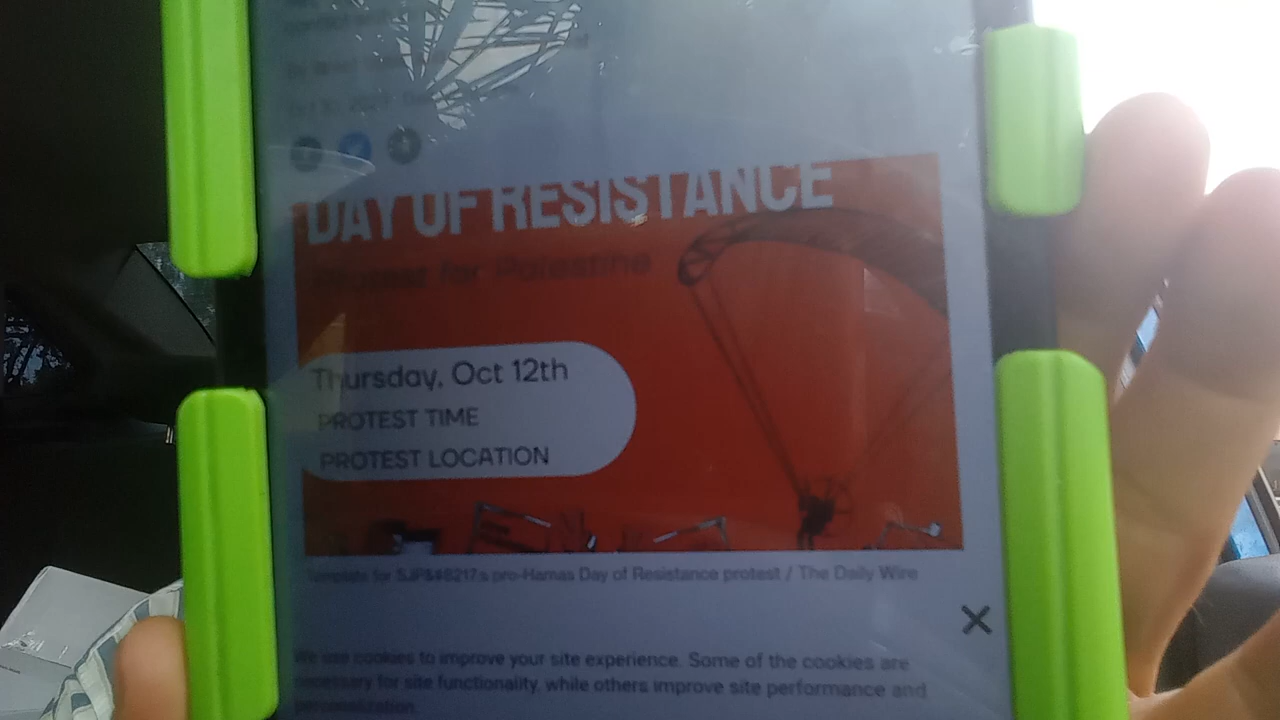 DAY OF RESISTANCE
Protest for Palestine
Thursday, Oct 12th
PROTEST TIME
PROTEST LOCATION
Template for SJP&#8217;s pro-Hamas Day of Resistance protest / The Daily Wire
We use cookies to improve your site experience. Some of the cookies are
necessary for site functionality, while others improve site performance and
personalization.